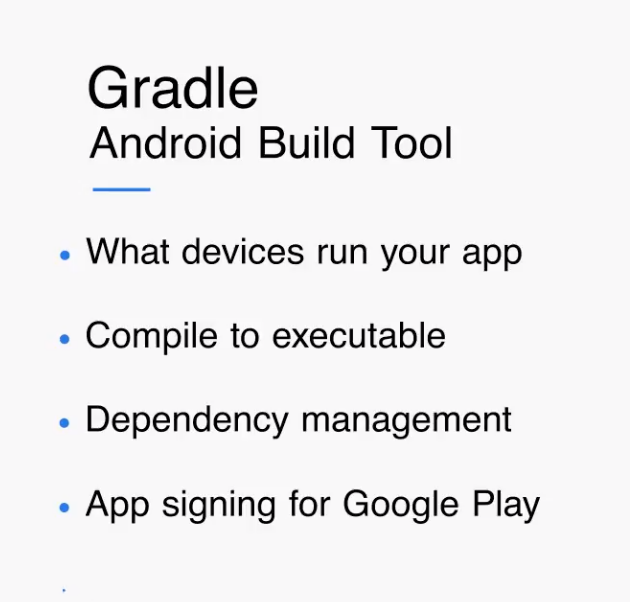 Gradle
Android Build Tool
What devices run your app
Compile to executable
Dependency management
App signing for Google Play